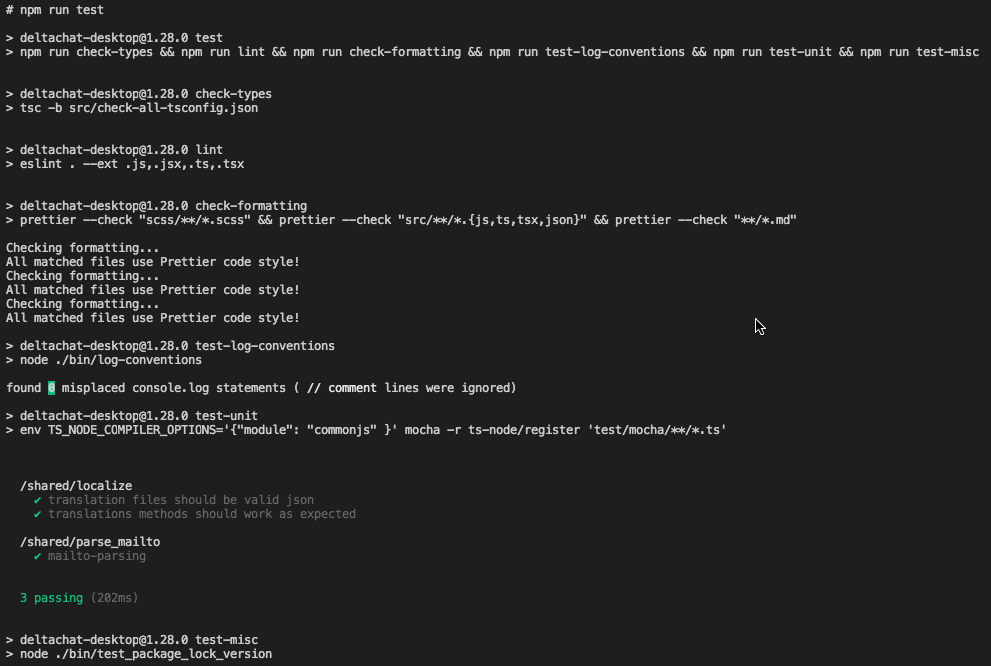 # npm run test
> deltachat-desktop@1.28.0 test
> npm run check-types && npm run lint && npm run check-formatting && npm run test-log-conventions && npm run test-unit && npm run test-misc
> deltachat-desktop@1.28.0 check-types
> tsc -b src/check-all-tsconfig.json
> deltachat-desktop@1.28.0 lint
> eslint . --ext .js,.jsx,.ts,.tsx
> deltachat-desktop@1.28.0 check-formatting
> prettier --check "scss/**/*.scss" && prettier --check "src/**/*.{js,ts,tsx,json}" && prettier --check "**/*.md"
Checking formatting...
All matched files use Prettier code style!
Checking formatting...
All matched files use Prettier code style!
Checking formatting...
All matched files use Prettier code style!
> deltachat-desktop@1.28.0 test-log-conventions
> node ./bin/log-conventions
found 0 misplaced console.log statements ( // comment lines were ignored)
> deltachat-desktop@1.28.0 test-unit
> env TS_NODE_COMPILER_OPTIONS='{"module": "commonjs" }' mocha -r ts-node/register 'test/mocha/**/*.ts'
/shared/localize
✔ translation files should be valid json
✔ translations methods should work as expected
/shared/parse_mailto
✔ mailto-parsing
3 passing (202ms)
> deltachat-desktop@1.28.0 test-misc
> node ./bin/test_package_lock_version